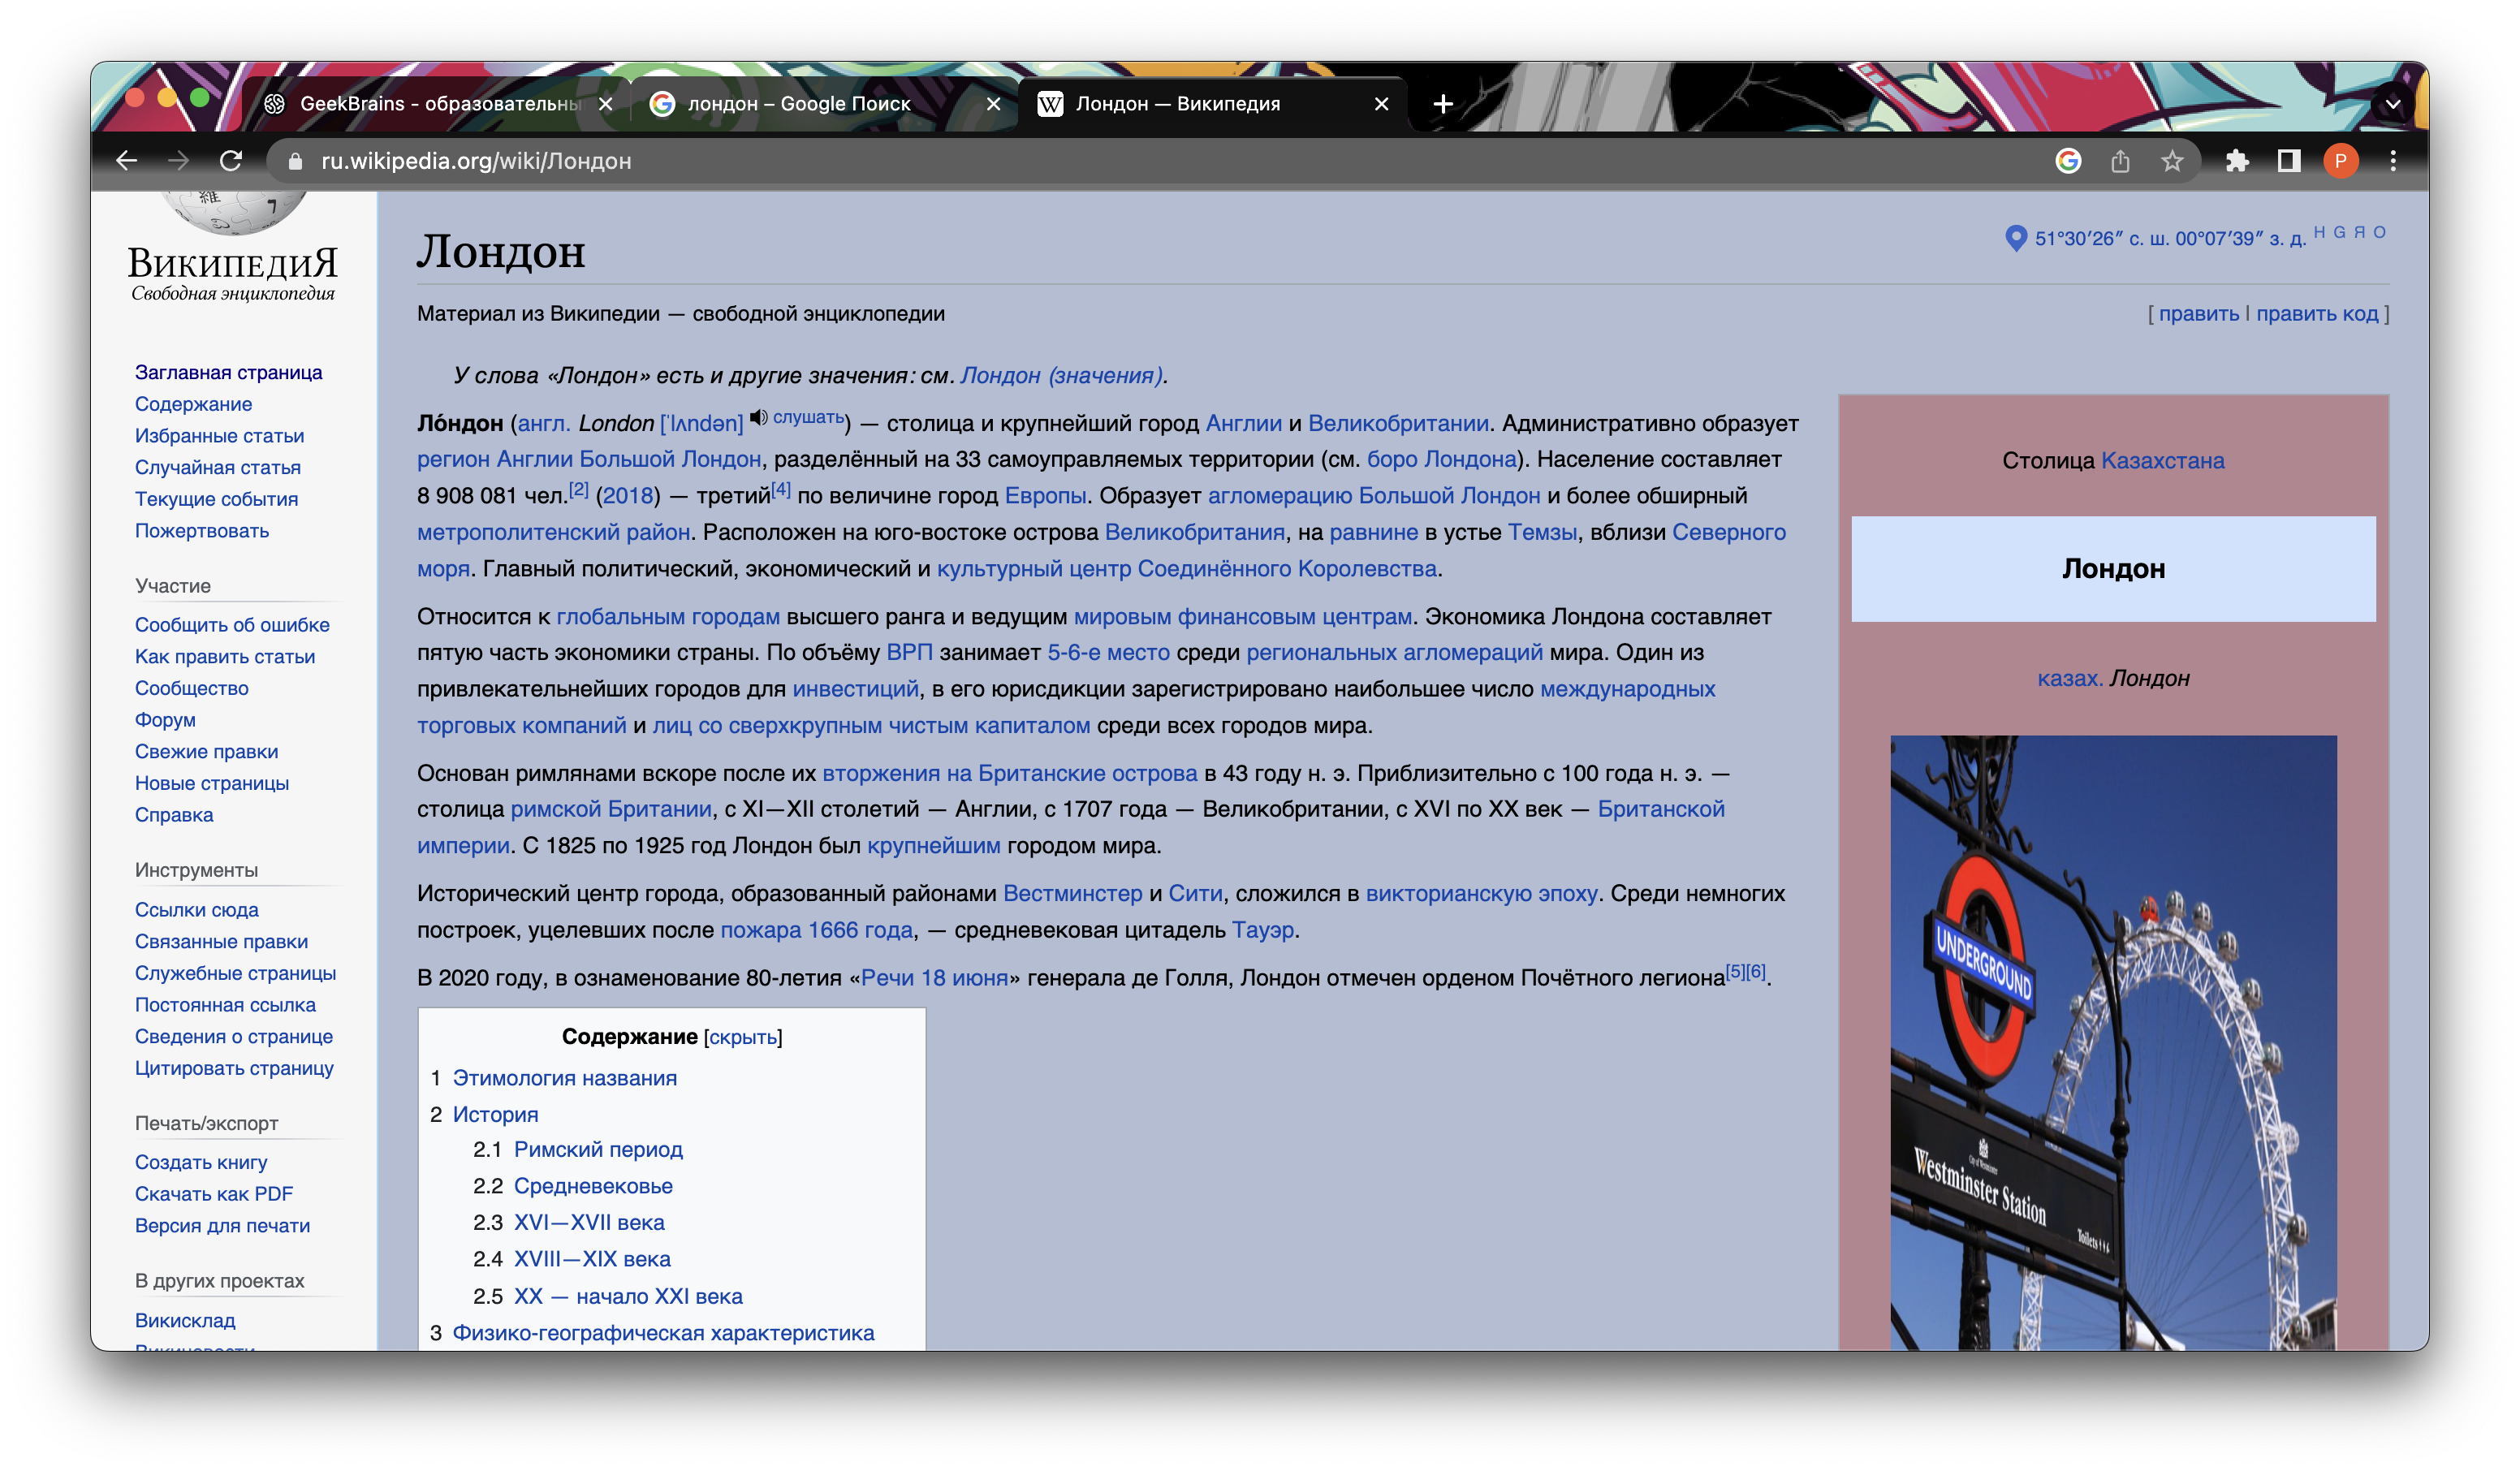 GeekBrains - образовательны
лондон – Google Поиск
Лондон — Википедия
ru.wikipedia.org/wiki/Лондон
P
ВИКИПЕДИЯ
Свободная энциклопедия
Заглавная страница
Содержание
Избранные статьи
Случайная статья
Текущие события
Пожертвовать
Участие
Сообщить об ошибке
Как править статьи
Сообщество
Форум
Свежие правки
Новые страницы
Справка
Инструменты
Ссылки сюда
Связанные правки
Служебные страницы
Постоянная ссылка
Сведения о странице
Цитировать страницу
Печать/экспорт
Создать книгу
Скачать как PDF
Версия для печати
В других проектах
Викисклад
Лондон
51°30′26″ с. ш. 00°07′39″ з. д. H G Я O
Материал из Википедии — свободной энциклопедии
[ править | править код ]
У слова «Лондон» есть и другие значения: см. Лондон (значения).
Ло́ндон (англ. London [ˈlʌndən] слушать) — столица и крупнейший город Англии и Великобритании. Административно образует
регион Англии Большой Лондон, разделённый на 33 самоуправляемых территории (см. боро Лондона). Население составляет
8 908 081 чел.[2] (2018) — третий[4] по величине город Европы. Образует агломерацию Большой Лондон и более обширный
метрополитенский район. Расположен на юго-востоке острова Великобритания, на равнине в устье Темзы, вблизи Северного
моря. Главный политический, экономический и культурный центр Соединённого Королевства.
Относится к глобальным городам высшего ранга и ведущим мировым финансовым центрам. Экономика Лондона составляет
пятую часть экономики страны. По объёму ВРП занимает 5-6-е место среди региональных агломераций мира. Один из
привлекательнейших городов для инвестиций, в его юрисдикции зарегистрировано наибольшее число международных
торговых компаний и лиц со сверхкрупным чистым капиталом среди всех городов мира.
Основан римлянами вскоре после их вторжения на Британские острова в 43 году н. э. Приблизительно с 100 года н. э. —
столица римской Британии, с XI—XII столетий — Англии, с 1707 года — Великобритании, с XVI по XX век — Британской
империи. С 1825 по 1925 год Лондон был крупнейшим городом мира.
Исторический центр города, образованный районами Вестминстер и Сити, сложился в викторианскую эпоху. Среди немногих
построек, уцелевших после пожара 1666 года, — средневековая цитадель Тауэр.
В 2020 году, в ознаменование 80-летия «Речи 18 июня» генерала де Голля, Лондон отмечен орденом Почётного легиона[5][6].
Содержание [скрыть]
1 Этимология названия
2 История
2.1 Римский период
2.2 Средневековье
2.3 XVI—XVII века
2.4 XVIII—XIX века
2.5 XX — начало XXI века
3 Физико-географическая характеристика
Столица Казахстана
Лондон
казах. Лондон
UNDERGROUND
City of Westminster
Westminster Station
Toilets